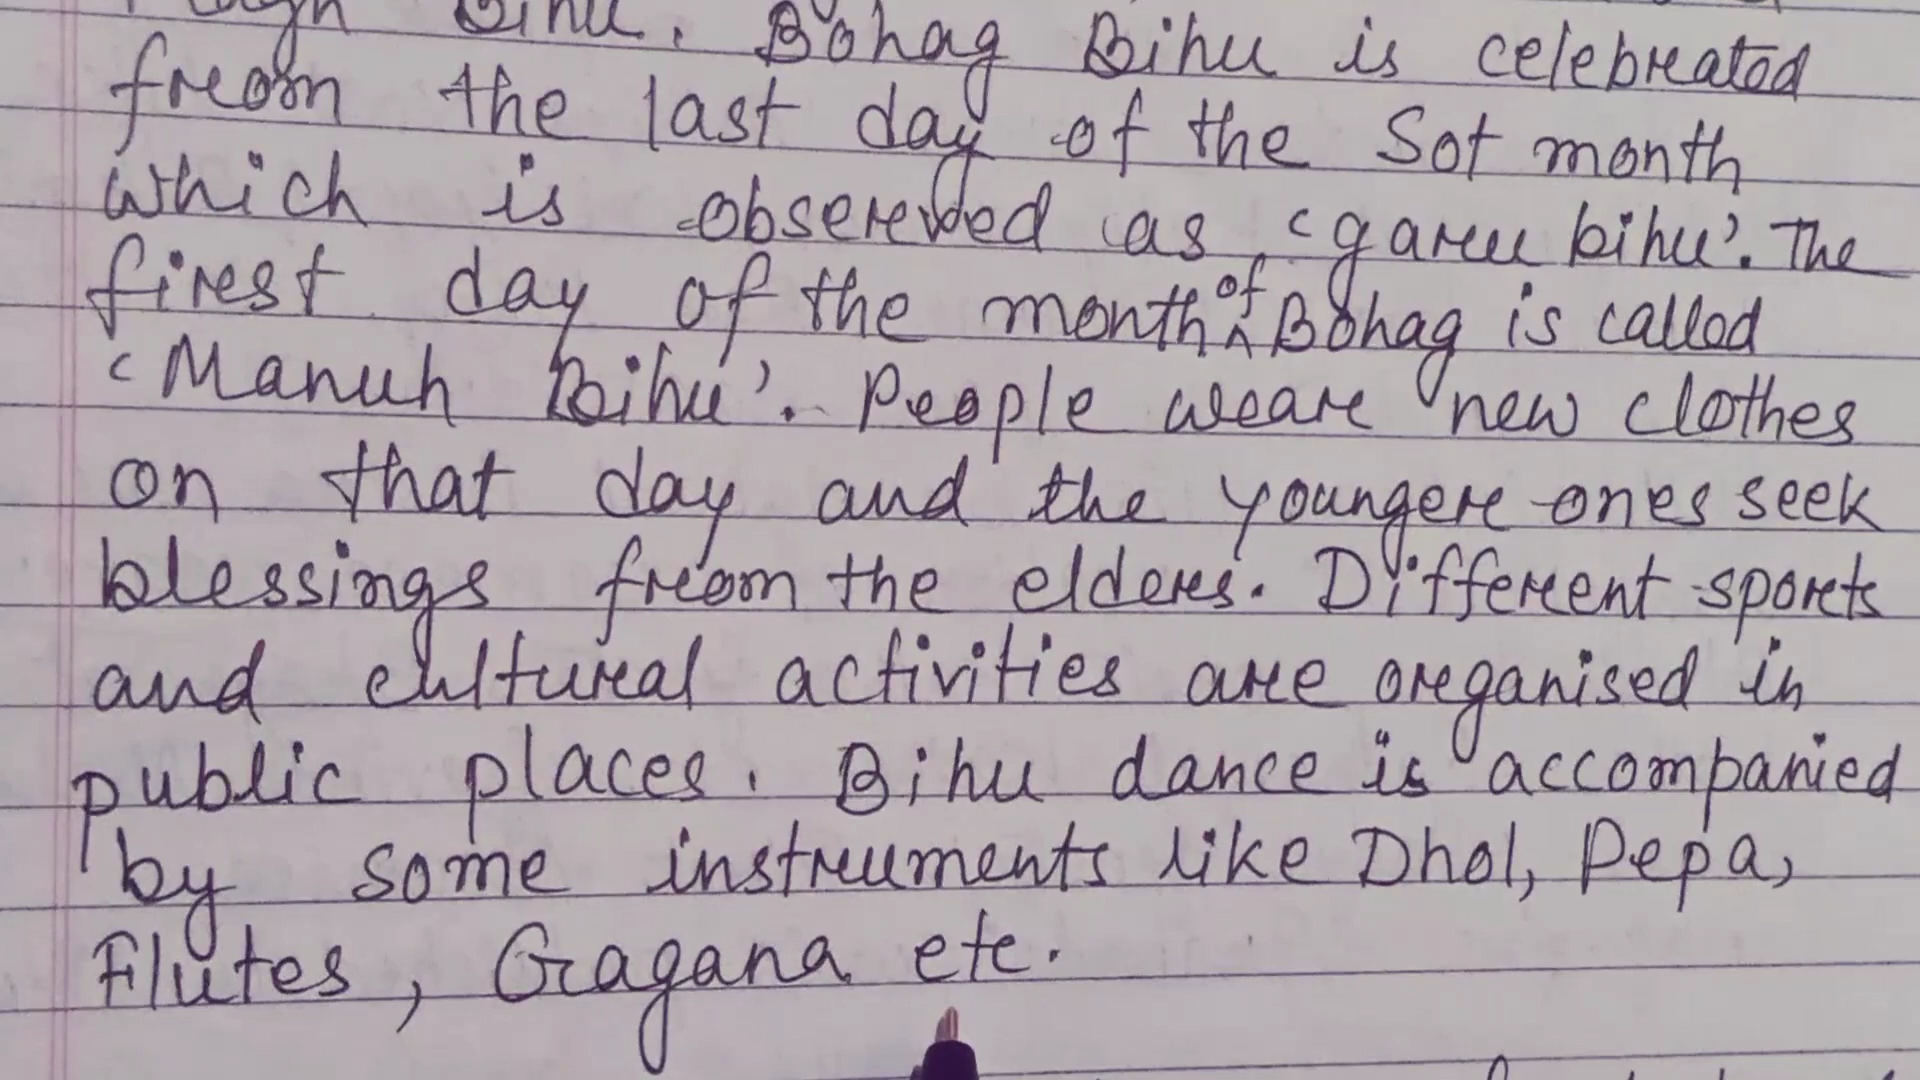 Bihu. Bohag Bihu is celebrated
from the last day of the Sot month
which is observed as 'garu bihu'. The
first day of the month of Bohag is called
'Manuh Bihu'. People weare new clothes
on that day and the younger ones seek
blessings from the elders. Different sports
and cultural activities are organised in
public places. Bihu dance is accompanied
by some instruments like Dhol, Pepa,
Flutes, Gagana etc.